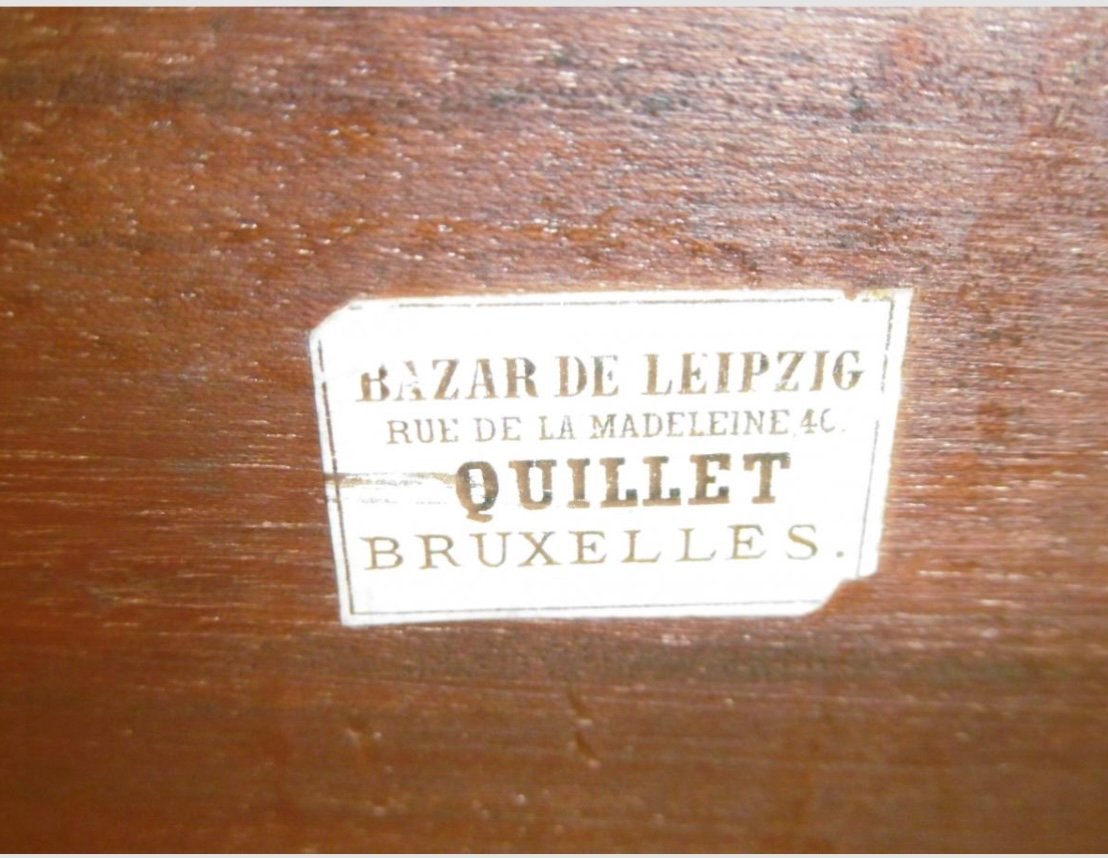 BAZAR DE LEIPZIG
RUE DE LA MADELEINE,
QUILLET
BRUXELLES.